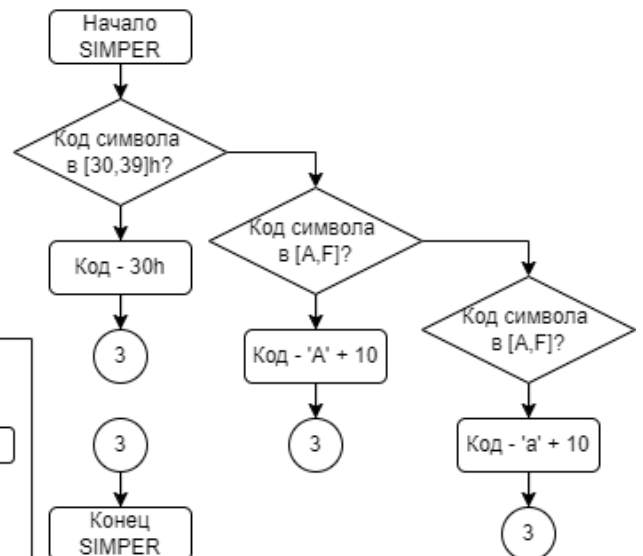 Начало
SIMPER
Код символа
в [30,39]h?
Код - 30h
3
Код символа
в [A,F]?
Код - 'A' + 10
3
Код символа
в [A,F]?
Код - 'a' + 10
3
3
Конец
SIMPER